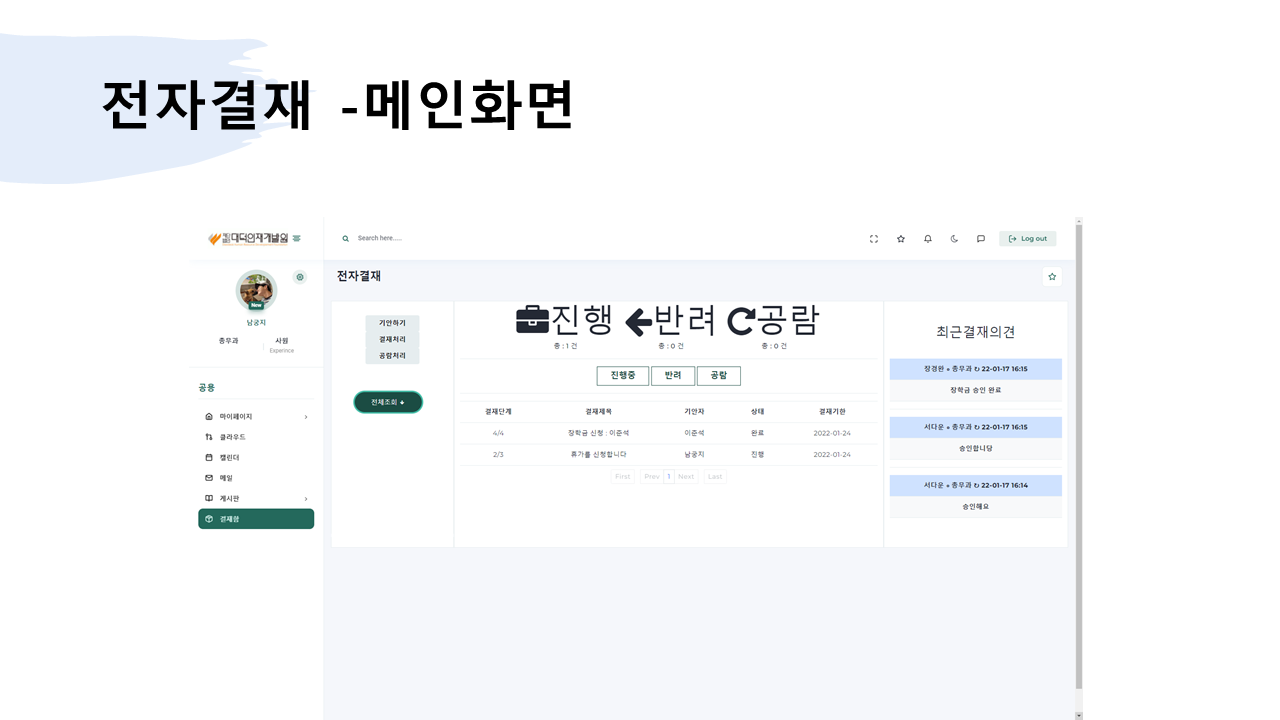 전자결재 -메인화면
대덕인재개발원
Search here.....
Log out
New
남궁지
총무과 사원
Experince
공용
마이페이지
클라우드
캘린더
메일
게시판
결재함
전자결재
기안하기
결재처리
공람처리
전체조회
진행 반려 공람
총 : 1 건 총 : 0 건 총 : 0 건
진행중 반려 공람
결재단계 결재제목 기안자 상태 결재기한
4/4 장학금 신청 : 이준석 이준석 완료 2022-01-24
2/3 휴가를 신청합니다 남궁지 진행 2022-01-24
First Prev 1 Next Last
최근결재의견
장경완 총무과 22-01-17 16:15
장학금 승인 완료
서다운 총무과 22-01-17 16:15
승인합니당
서다운 총무과 22-01-17 16:14
승인해요